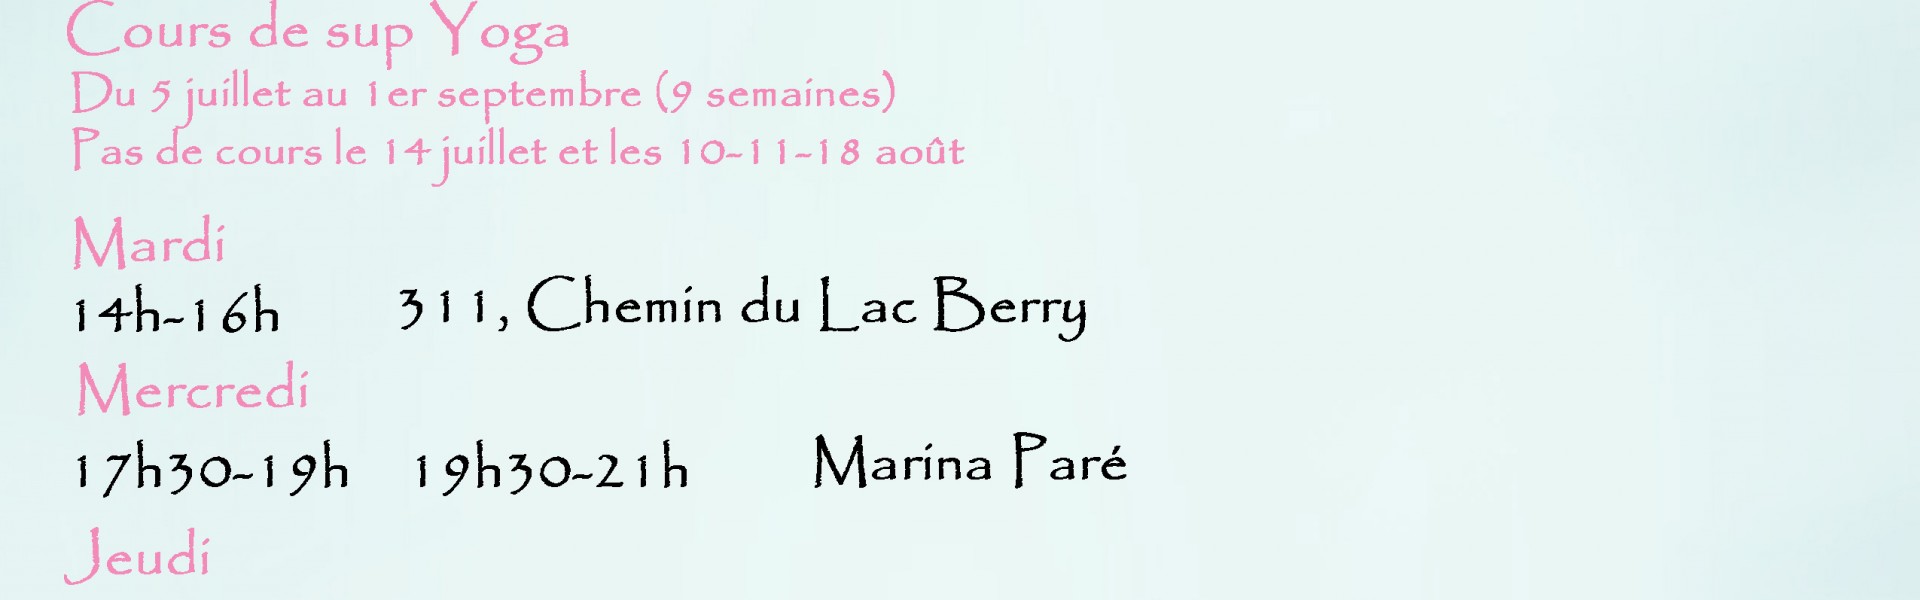 Cours de sup Yoga
Du 5 juillet au 1er septembre (9 semaines)
Pas de cours le 14 juillet et les 10-11-18 août
Mardi
14h-16h 311, Chemin du Lac Berry
Mercredi
17h30-19h 19h30-21h Marina Paré
Jeudi